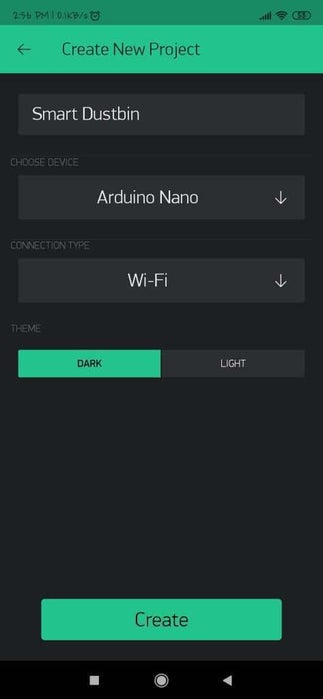 2:56 PM | 0.1KB/s
53
Create New Project
Smart Dustbin
CHOOSE DEVICE
Arduino Nano
CONNECTION TYPE
Wi-Fi
THEME
DARK LIGHT
Create